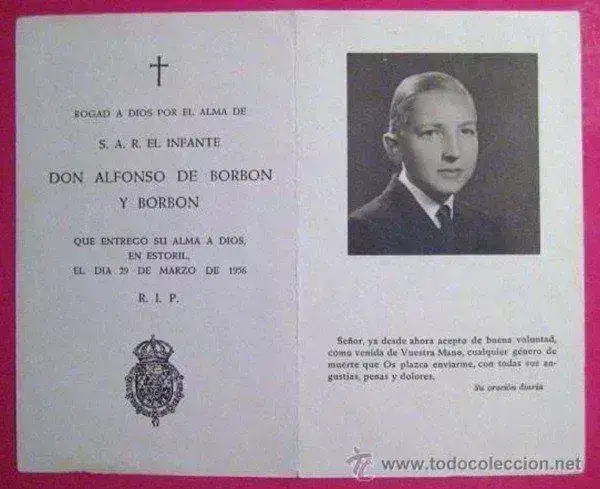 ROGAD A DIOS POR EL ALMA DE
S. A. R. EL INFANTE
DON ALFONSO DE BORBON
Y BORBON
QUE ENTREGO SU ALMA A DIOS,
EN ESTORIL,
EL DIA 29 DE MARZO DE 1956
R. I. P.
Señor, ya desde ahora acepto de buena voluntad,
como venida de Vuestra Mano, cualquier género de
muerte que Os plazca enviarme, con todas sus an-
gustias, penas y dolores.
Su oración diaria
www.todocoleccion.net